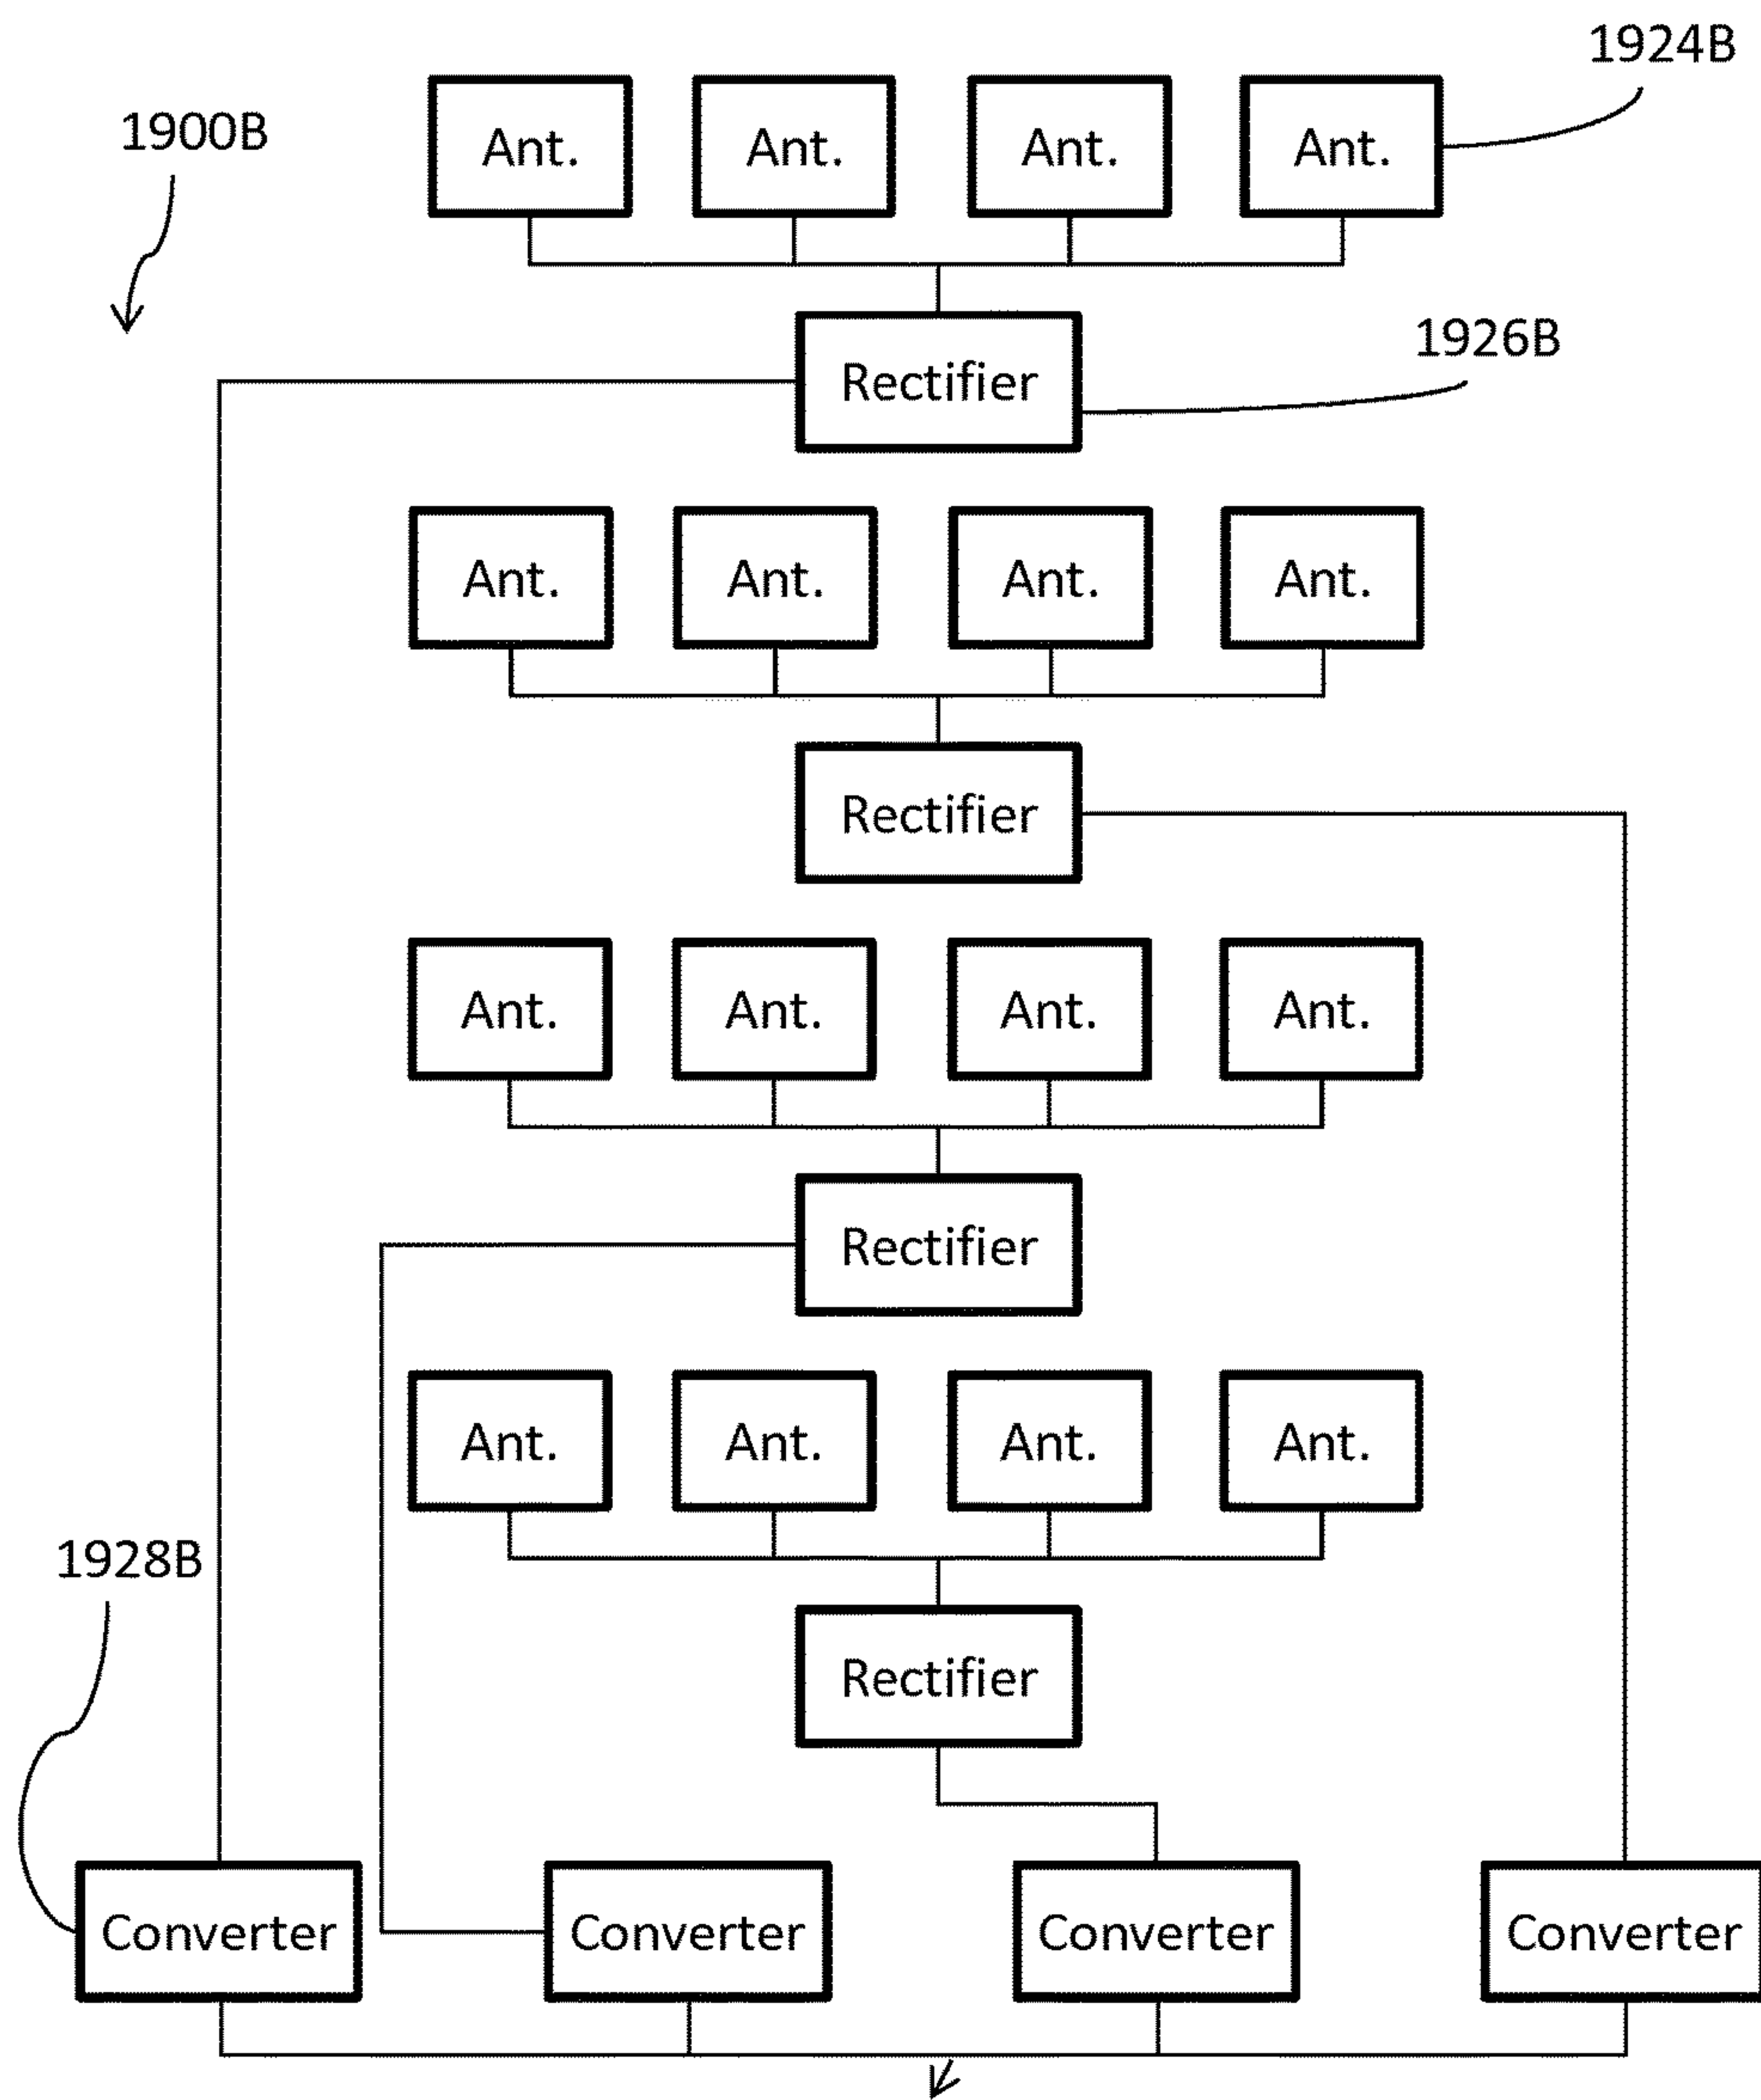 1924B
1900B
Ant. Ant. Ant. Ant.
1926B
Rectifier
Ant. Ant. Ant. Ant.
Rectifier
Ant. Ant. Ant. Ant.
Rectifier
Ant. Ant. Ant. Ant.
1928B
Rectifier
Converter Converter Converter Converter